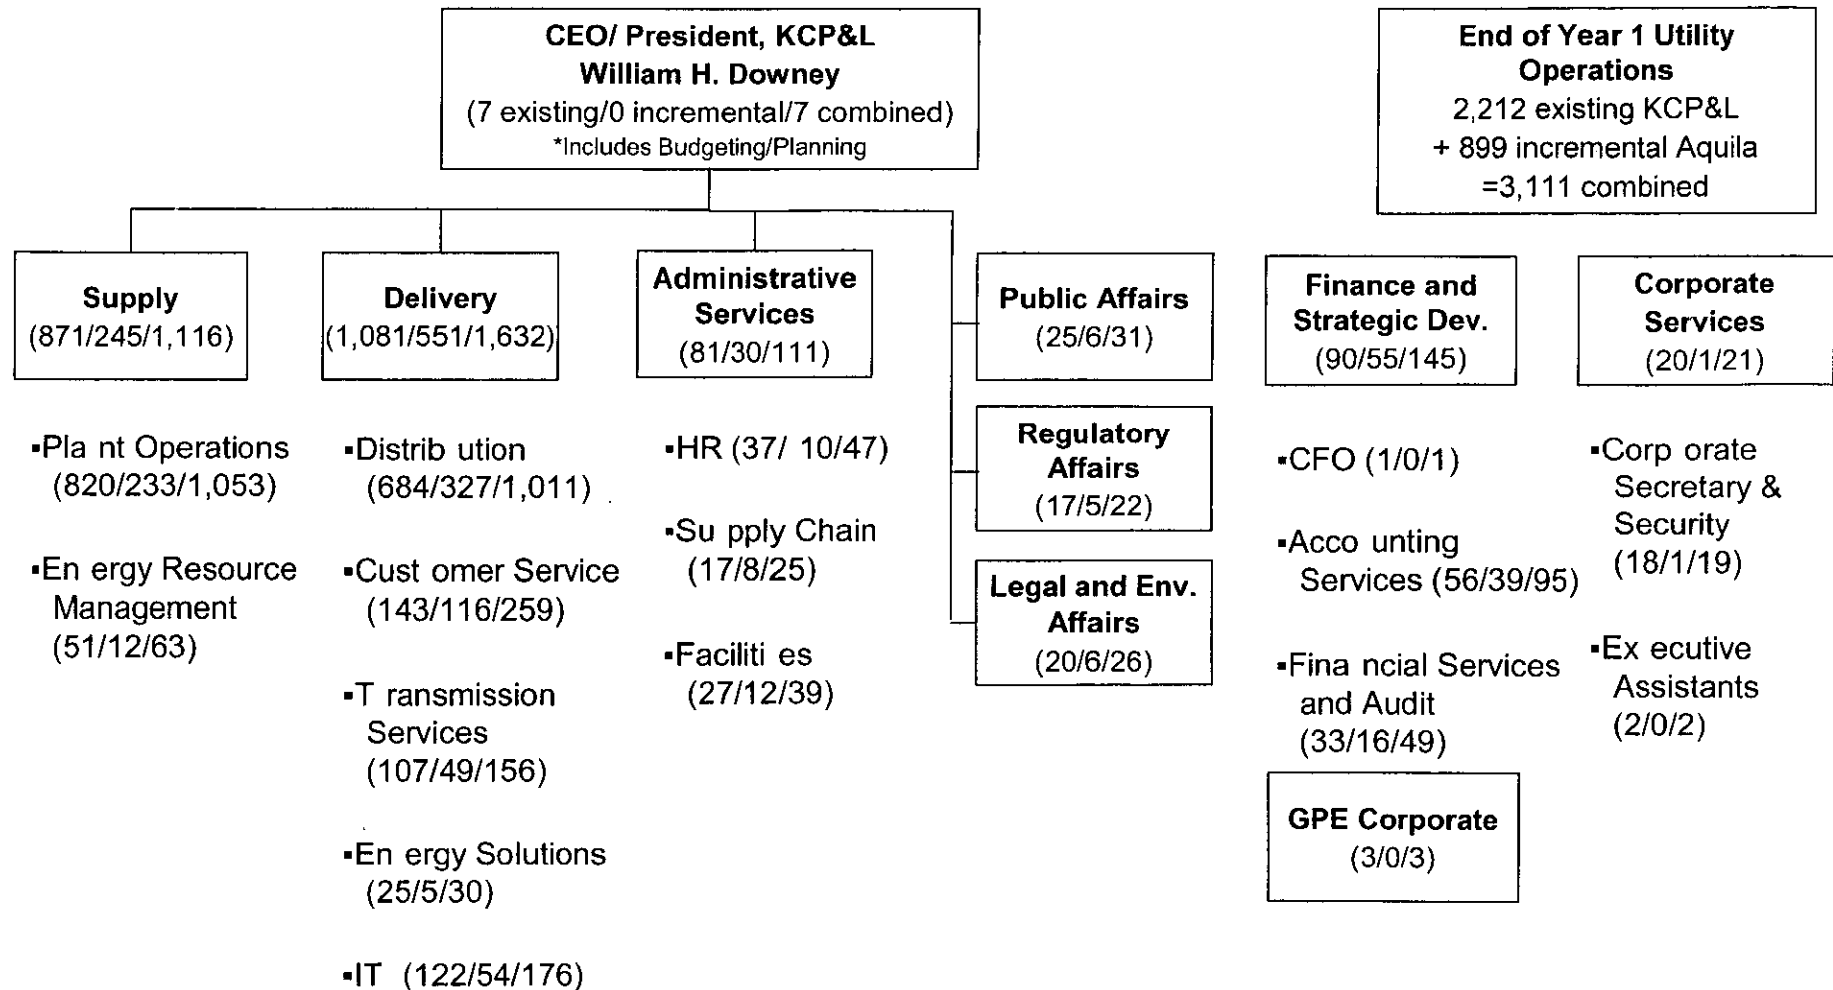 CEO/ President, KCP&L
William H. Downey
(7 existing/0 incremental/7 combined)
*Includes Budgeting/Planning
End of Year 1 Utility
Operations
2,212 existing KCP&L
+ 899 incremental Aquila
=3,111 combined
Supply
(871/245/1,116)
▪Pla nt Operations
(820/233/1,053)
▪En ergy Resource
Management
(51/12/63)
Delivery
(1,081/551/1,632)
▪Distrib ution
(684/327/1,011)
▪Cust omer Service
(143/116/259)
▪T ransmission
Services
(107/49/156)
▪En ergy Solutions
(25/5/30)
▪IT (122/54/176)
Administrative
Services
(81/30/111)
▪HR (37/ 10/47)
▪Su pply Chain
(17/8/25)
▪Faciliti es
(27/12/39)
Public Affairs
(25/6/31)
Regulatory
Affairs
(17/5/22)
Legal and Env.
Affairs
(20/6/26)
Finance and
Strategic Dev.
(90/55/145)
▪CFO (1/0/1)
▪Acco unting
Services (56/39/95)
▪Fina ncial Services
and Audit
(33/16/49)
GPE Corporate
(3/0/3)
Corporate
Services
(20/1/21)
▪Corp orate
Secretary &
Security
(18/1/19)
▪Ex ecutive
Assistants
(2/0/2)